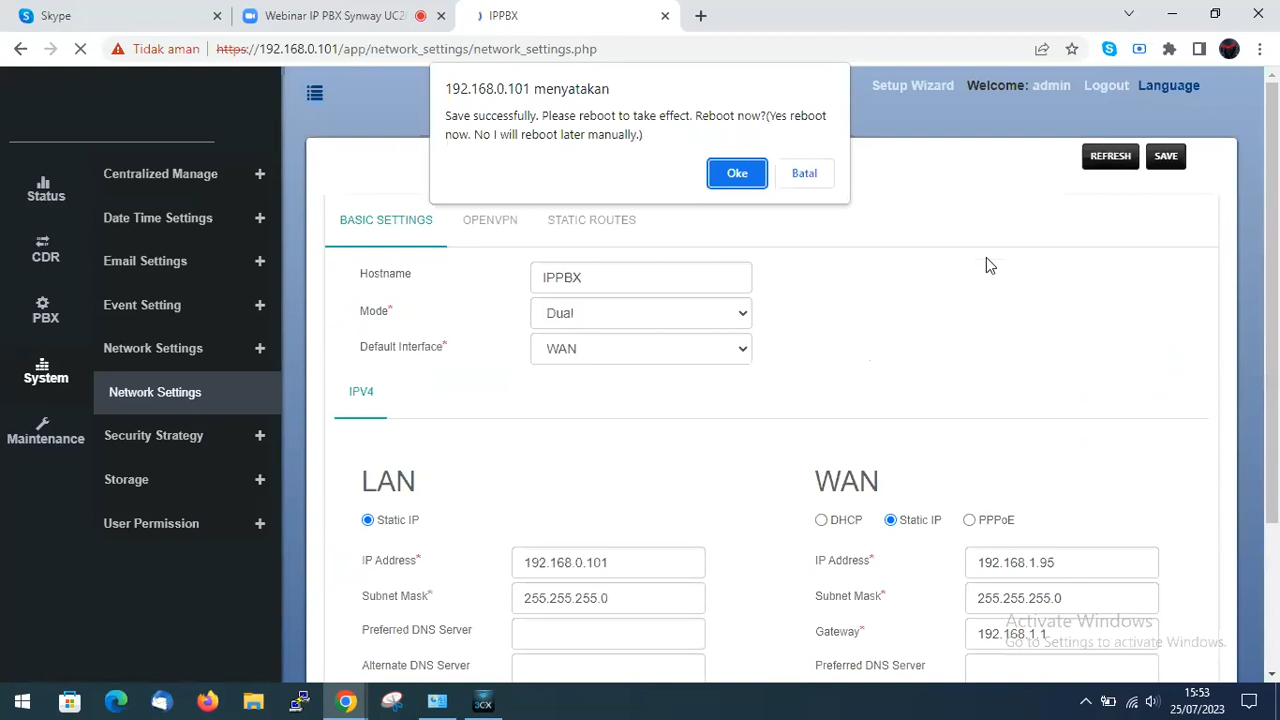 Skype
Webinar IP PBX Synway UC2
IPPBX
Tidak aman
https://192.168.0.101/app/network_settings/network_settings.php
192.168.0.101 menyatakan
Save successfully. Please reboot to take effect. Reboot now?(Yes reboot
now. No I will reboot later manually.)
Oke
Batal
Setup Wizard
Welcome: admin
Logout
Language
REFRESH
SAVE
Status
CDR
PBX
System
Maintenance
Centralized Manage
Date Time Settings
Email Settings
Event Setting
Network Settings
Network Settings
Security Strategy
Storage
User Permission
BASIC SETTINGS
OPENVPN
STATIC ROUTES
Hostname
IPPBX
Mode*
Dual
Default Interface*
WAN
IPV4
LAN
Static IP
IP Address*
192.168.0.101
Subnet Mask*
255.255.255.0
Preferred DNS Server
Alternate DNS Server
WAN
DHCP
Static IP
PPPoE
IP Address*
192.168.1.95
Subnet Mask*
255.255.255.0
Gateway*
192.168.1.1
Preferred DNS Server
Activate Windows
Go to Settings to activate Windows.
3CX
15:53
25/07/2023